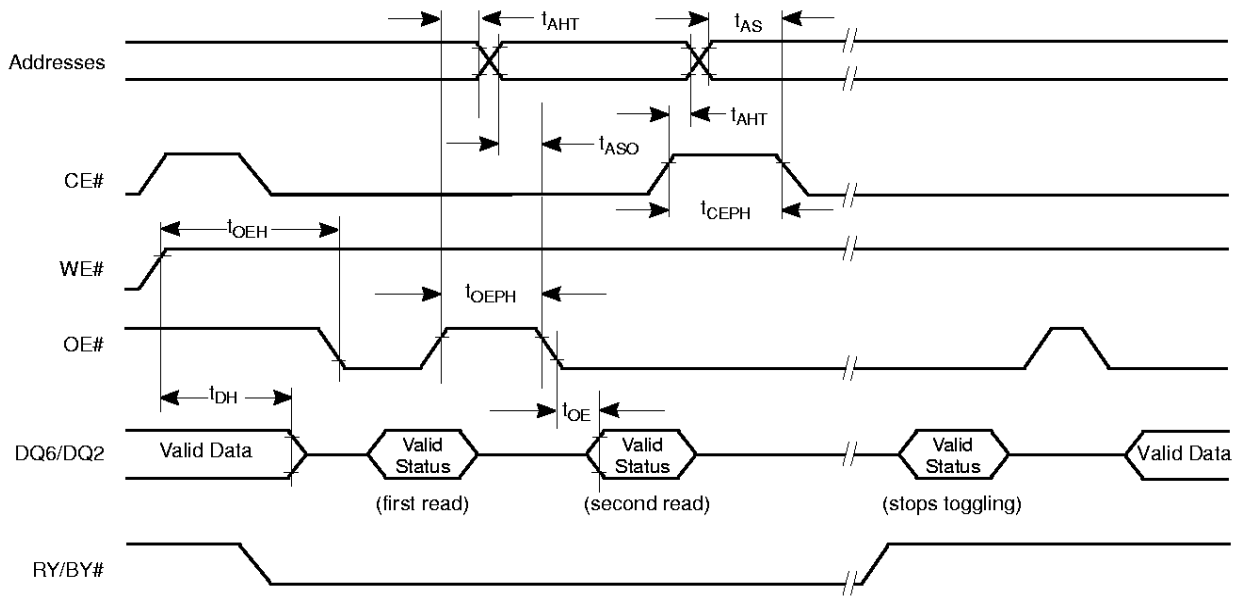 tAHT
tAS
Addresses
tAHT
tASO
CE#
tCEPH
tOEH
WE#
tOEPH
OE#
tDH
tOE
DQ6/DQ2
Valid Data
Valid
Status
Valid
Status
Valid
Status
Valid Data
(first read)
(second read)
(stops toggling)
RY/BY#